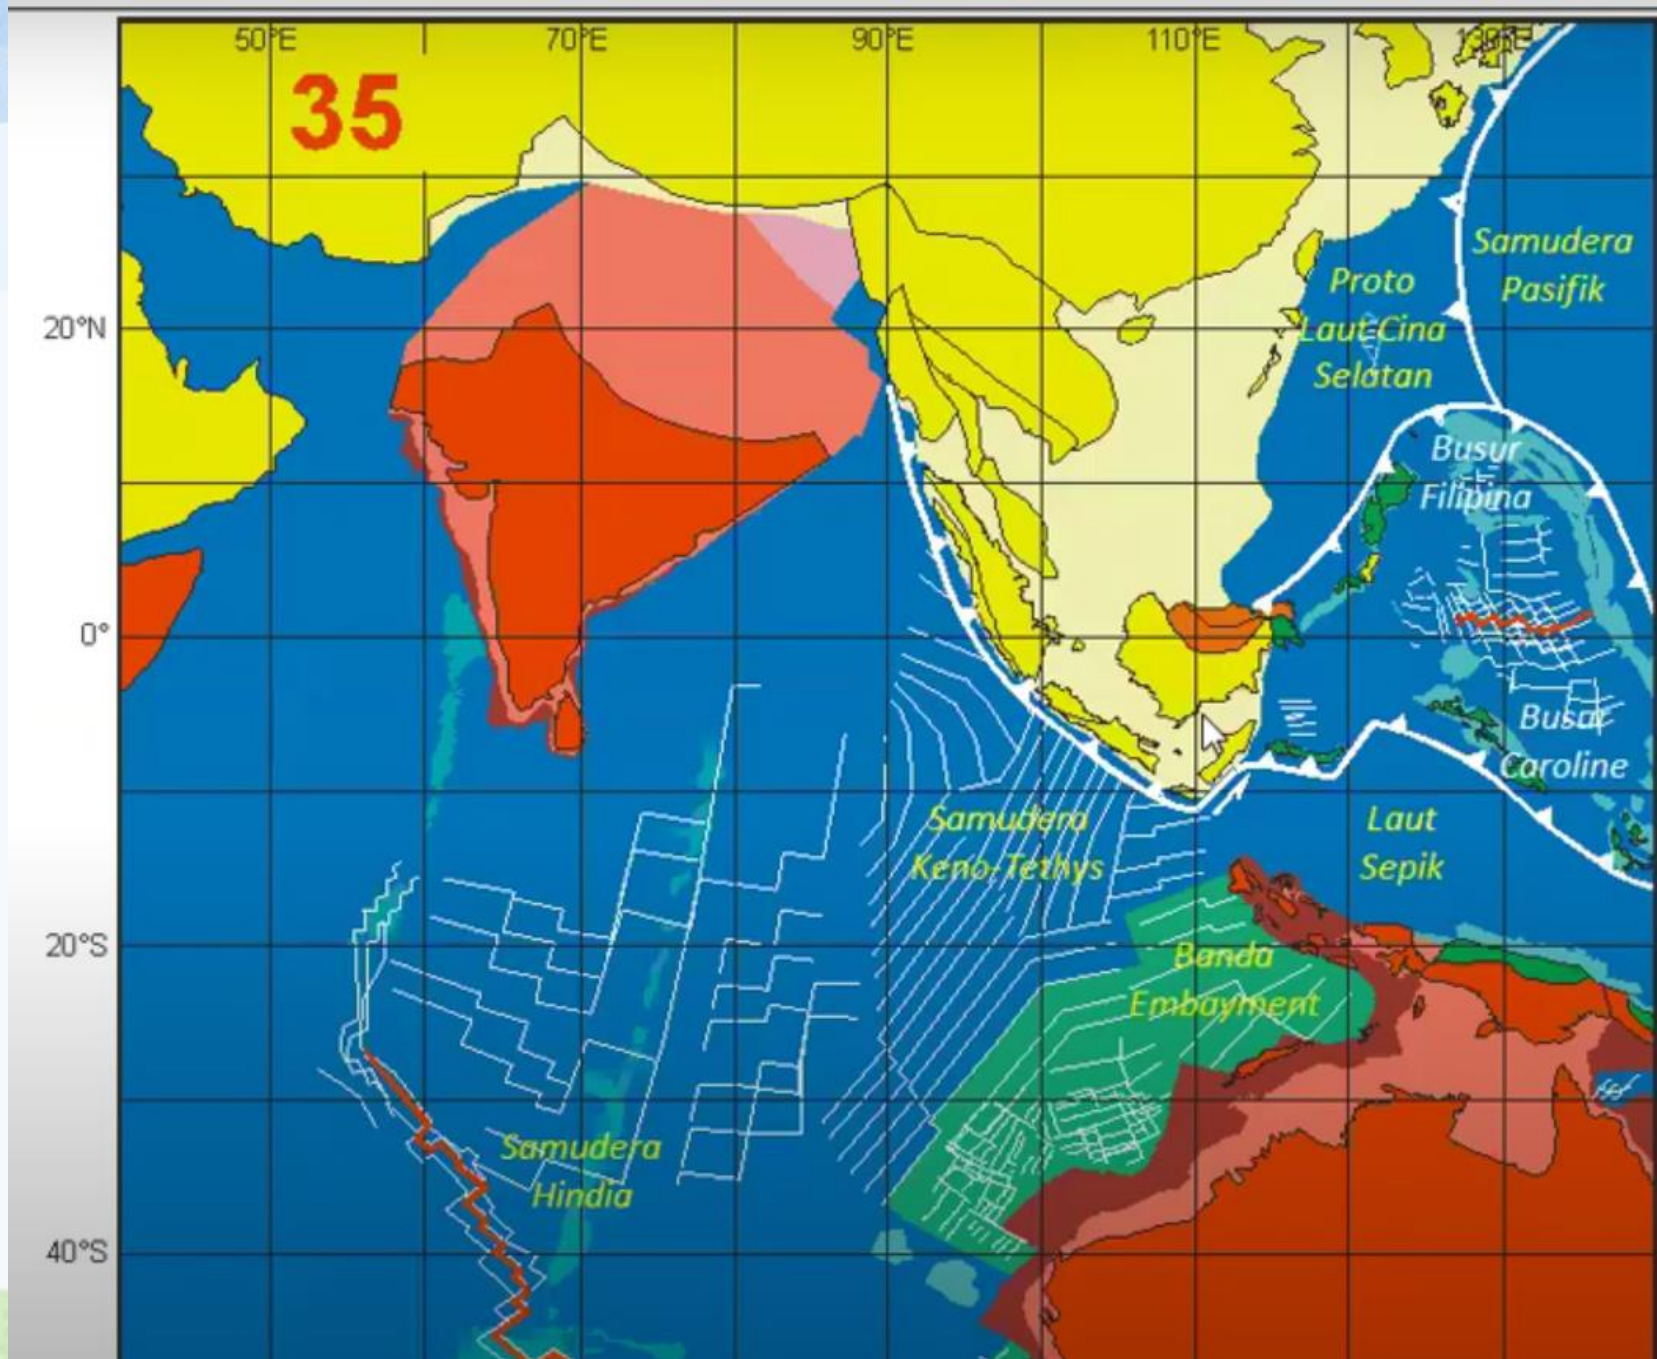 50°E
70°E
90°E
110°E
130°E
35
Samudera
Pasifik
Proto
Laut Cina
Selatan
20°N
Busur
Filipina
0°
Busur
Caroline
Samudera
Keno-Tethys
Laut
Sepik
20°S
Banda
Embayment
Samudera
Hindia
40°S